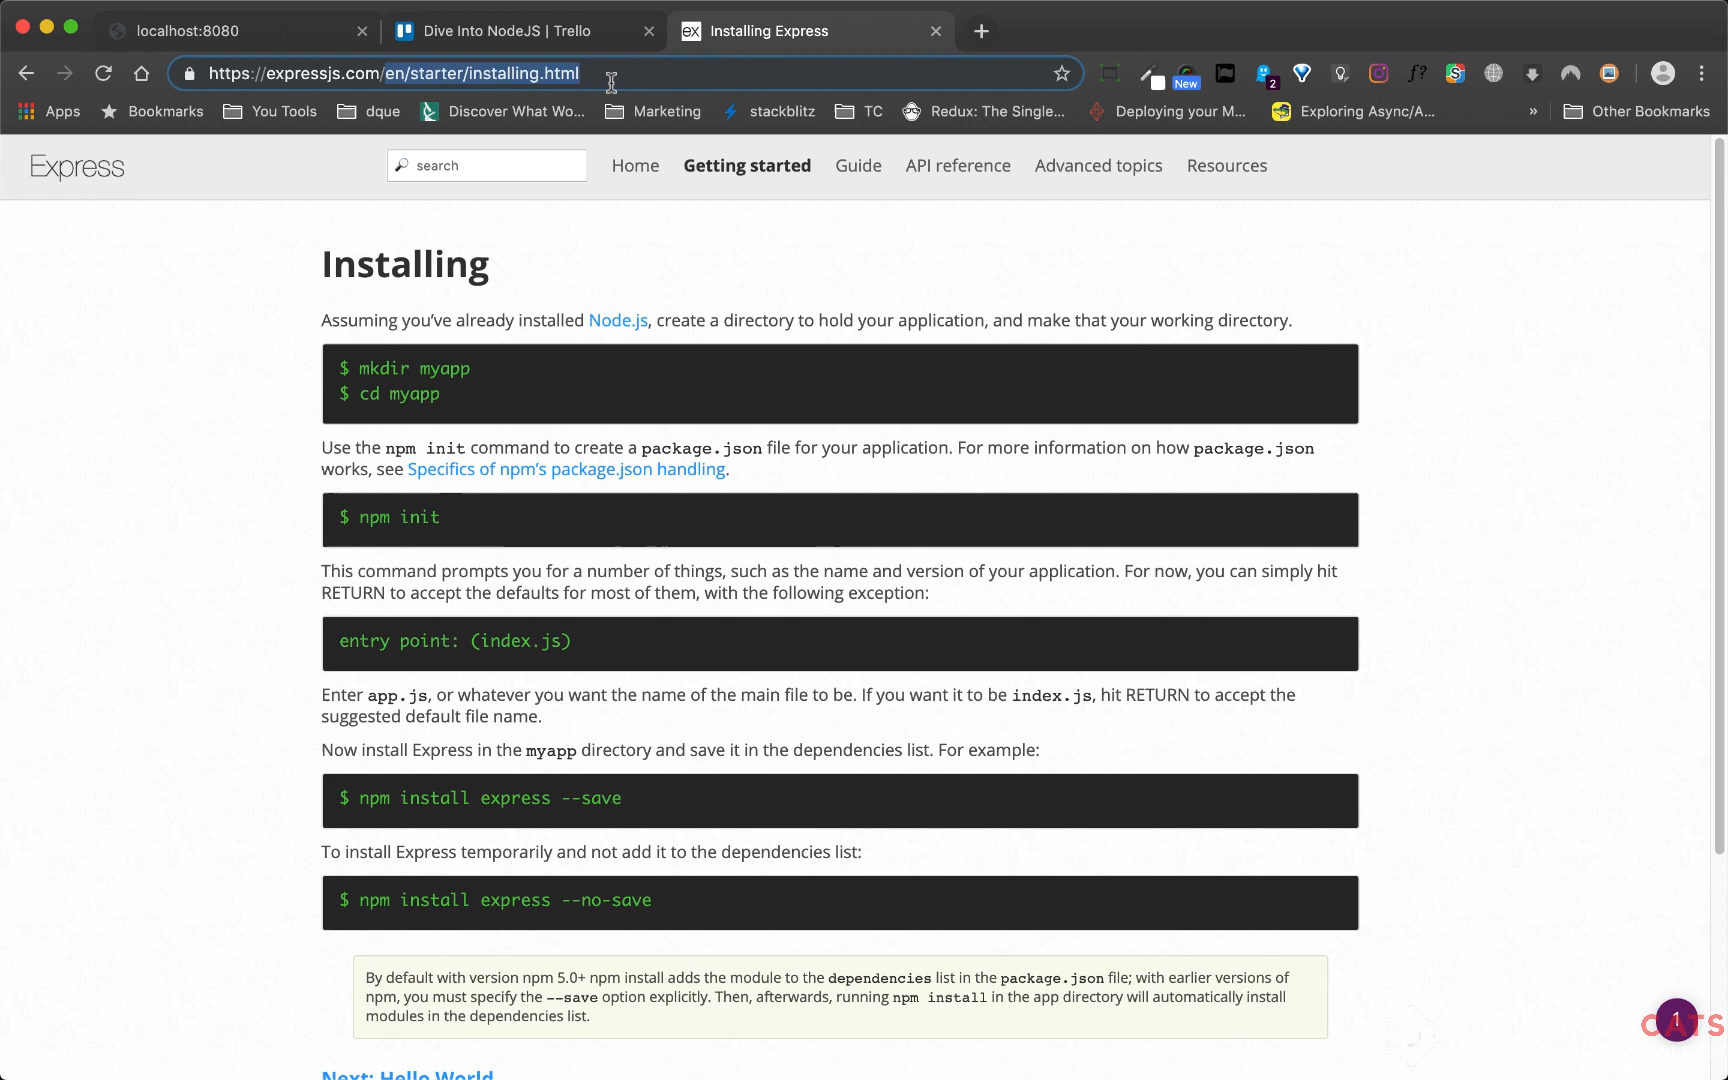 localhost:8080
Dive Into NodeJS | Trello
ex Installing Express
https://expressjs.com/en/starter/installing.html
New
2
f?
Apps Bookmarks You Tools dque Discover What Wo... Marketing stackblitz TC Redux: The Single... Deploying your M... Exploring Async/A... » Other Bookmarks
Express
search
Home Getting started Guide API reference Advanced topics Resources
Installing
Assuming you’ve already installed Node.js, create a directory to hold your application, and make that your working directory.
$ mkdir myapp
$ cd myapp
Use the npm init command to create a package.json file for your application. For more information on how package.json
works, see Specifics of npm’s package.json handling.
$ npm init
This command prompts you for a number of things, such as the name and version of your application. For now, you can simply hit
RETURN to accept the defaults for most of them, with the following exception:
entry point: (index.js)
Enter app.js, or whatever you want the name of the main file to be. If you want it to be index.js, hit RETURN to accept the
suggested default file name.
Now install Express in the myapp directory and save it in the dependencies list. For example:
$ npm install express --save
To install Express temporarily and not add it to the dependencies list:
$ npm install express --no-save
By default with version npm 5.0+ npm install adds the module to the dependencies list in the package.json file; with earlier versions of
npm, you must specify the --save option explicitly. Then, afterwards, running npm install in the app directory will automatically install
modules in the dependencies list.
1
CATS
Next: Hello World